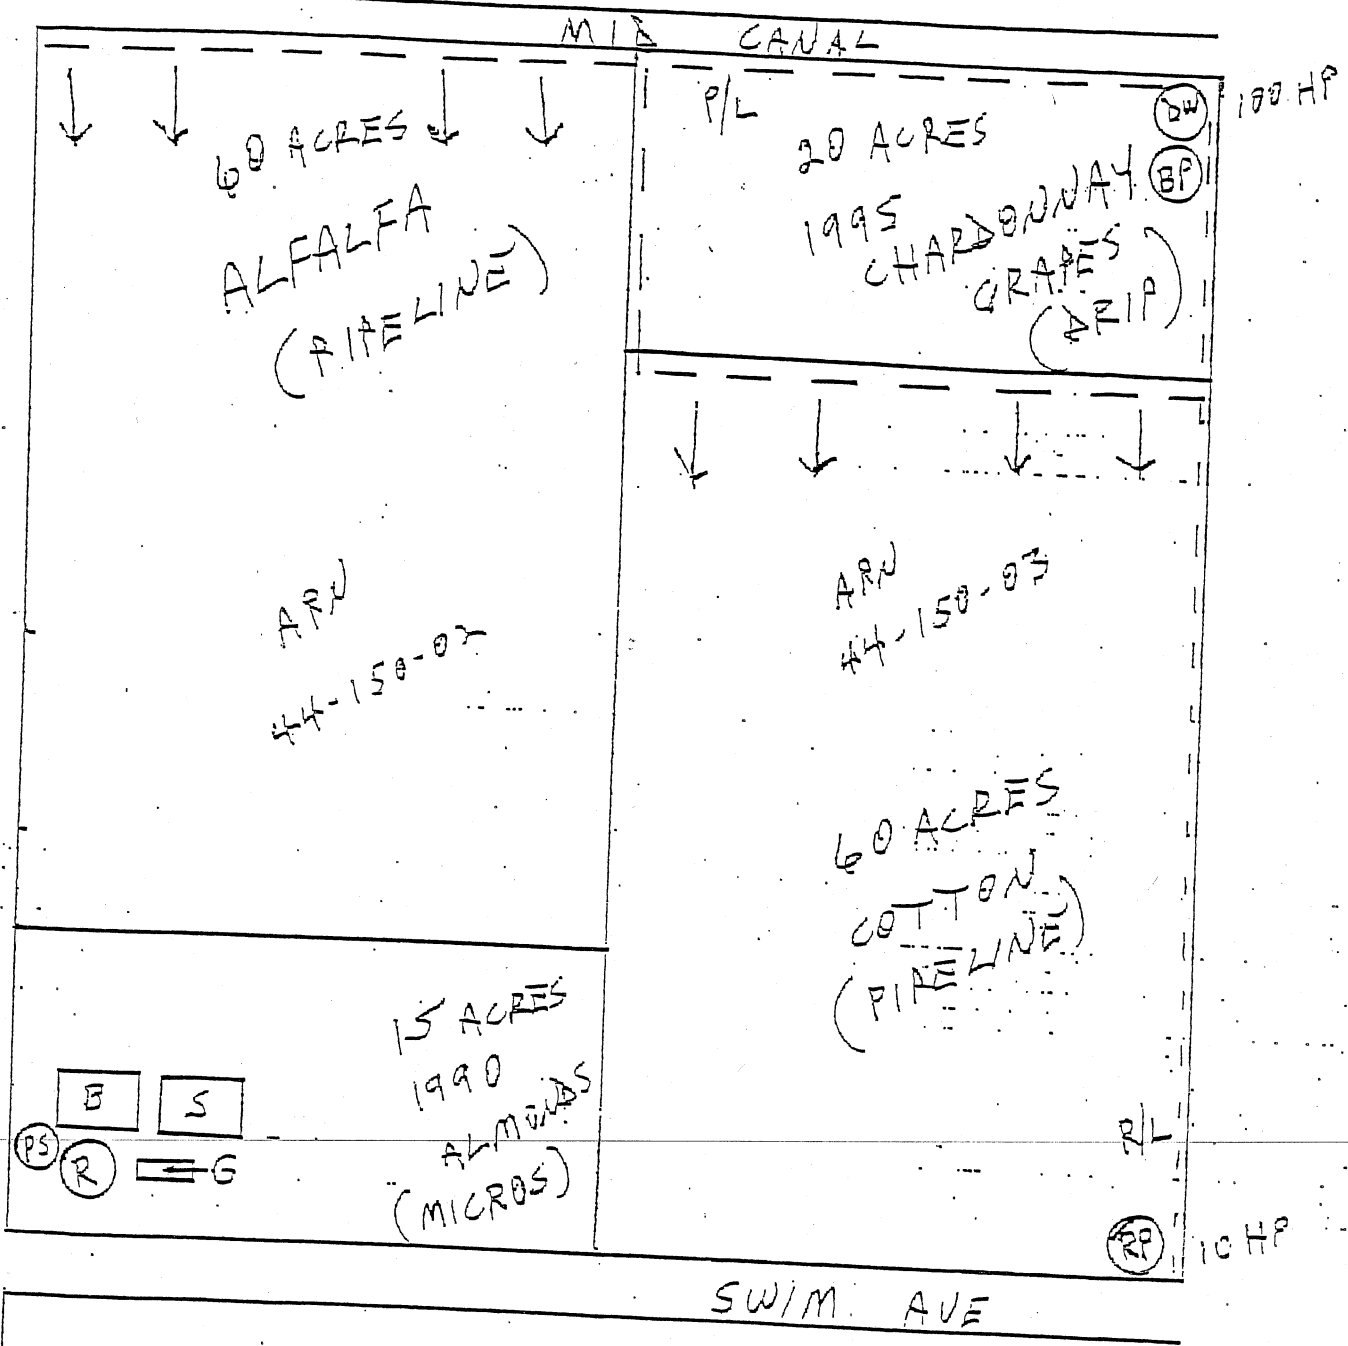 MID CANAL
100 HP
DW
BP
P/L
60 ACRES
ALFALFA
(PIPELINE)
20 ACRES
1995
CHARDONNAY
GRAPES
(DRIP)
APN
44-150-02
APN
44-150-03
60 ACRES
COTTON
(PIPELINE)
15 ACRES
1990
ALMONDS
(MICROS)
B
S
PS
R
G
R/L
RP
10 HP
SWIM. AVE